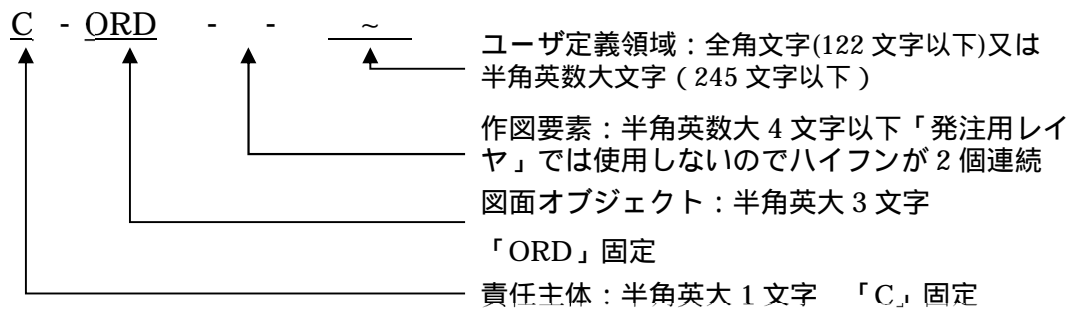 C - ORD - - ~
ユーザ定義領域:全角文字(122 文字以下)又は
半角英数大文字(245 文字以下)
作図要素:半角英数大 4 文字以下「発注用レイ
ヤ」では使用しないのでハイフンが 2 個連続
図面オブジェクト:半角英大 3 文字
「ORD」固定
責任主体:半角英大 1 文字 「C」固定